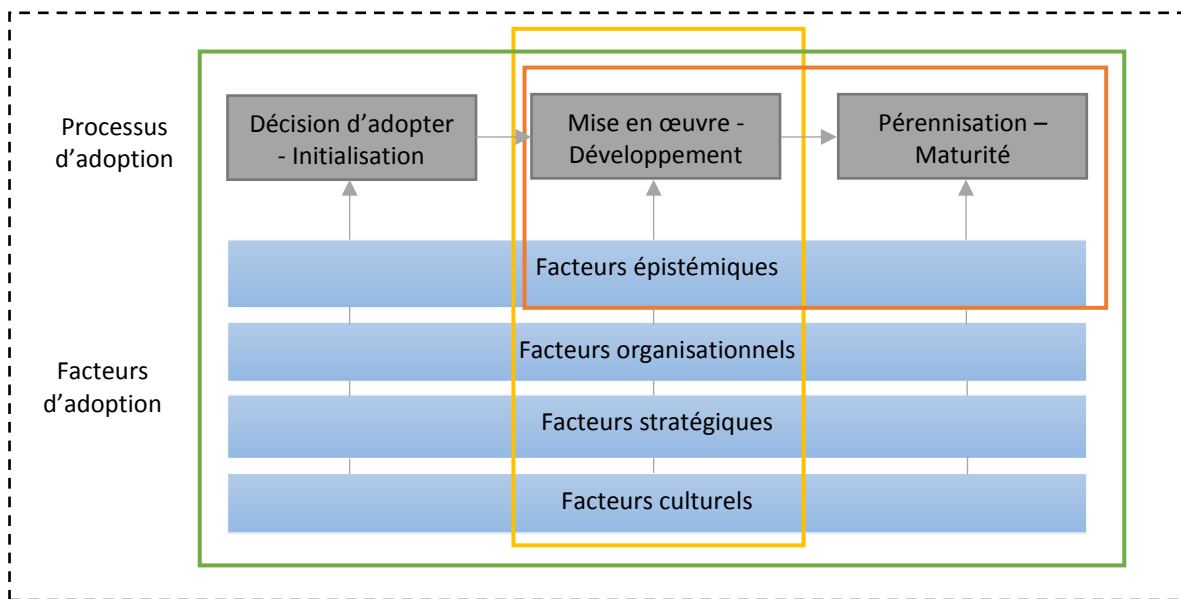 Processus
d’adoption
Décision d’adopter
- Initialisation
Mise en œuvre -
Développement
Pérennisation –
Maturité
Facteurs
d’adoption
Facteurs épistémiques
Facteurs organisationnels
Facteurs stratégiques
Facteurs culturels